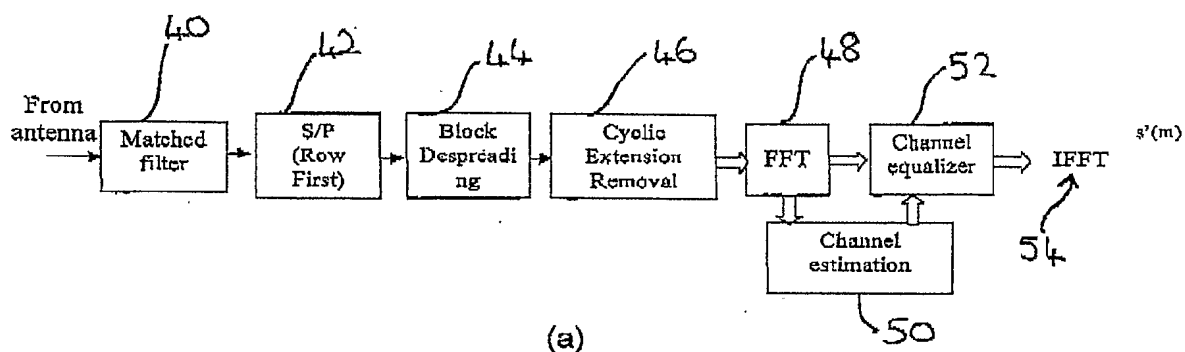 40
42
44
46
48
52
From
antenna
Matched
filter
S/P
(Row
First)
Block
Despreadi
ng
Cyclic
Extension
Removal
FFT
Channel
equalizer
IFFT
s'(m)
Channel
estimation
54
50
(a)